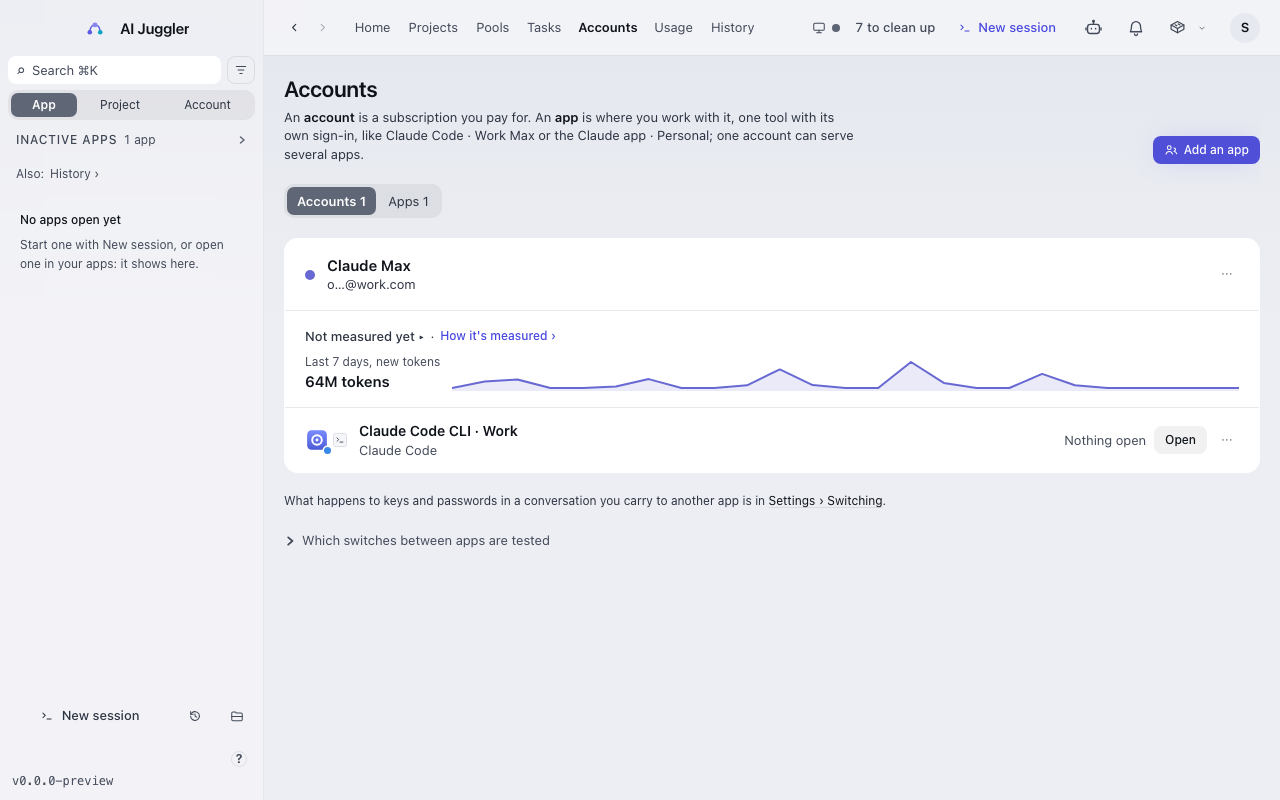 AI Juggler
Search ⌘K
App
Project
Account
INACTIVE APPS 1 app
Also: History ›
No apps open yet
Start one with New session, or open
one in your apps: it shows here.
New session
?
v0.0.0-preview
Home
Projects
Pools
Tasks
Accounts
Usage
History
7 to clean up
New session
S
Accounts
An account is a subscription you pay for. An app is where you work with it, one tool with its
own sign-in, like Claude Code · Work Max or the Claude app · Personal; one account can serve
several apps.
Add an app
Accounts 1
Apps 1
Claude Max
o...@work.com
Not measured yet ▸ · How it's measured ›
Last 7 days, new tokens
64M tokens
Claude Code CLI · Work
Claude Code
Nothing open
Open
What happens to keys and passwords in a conversation you carry to another app is in Settings › Switching.
Which switches between apps are tested